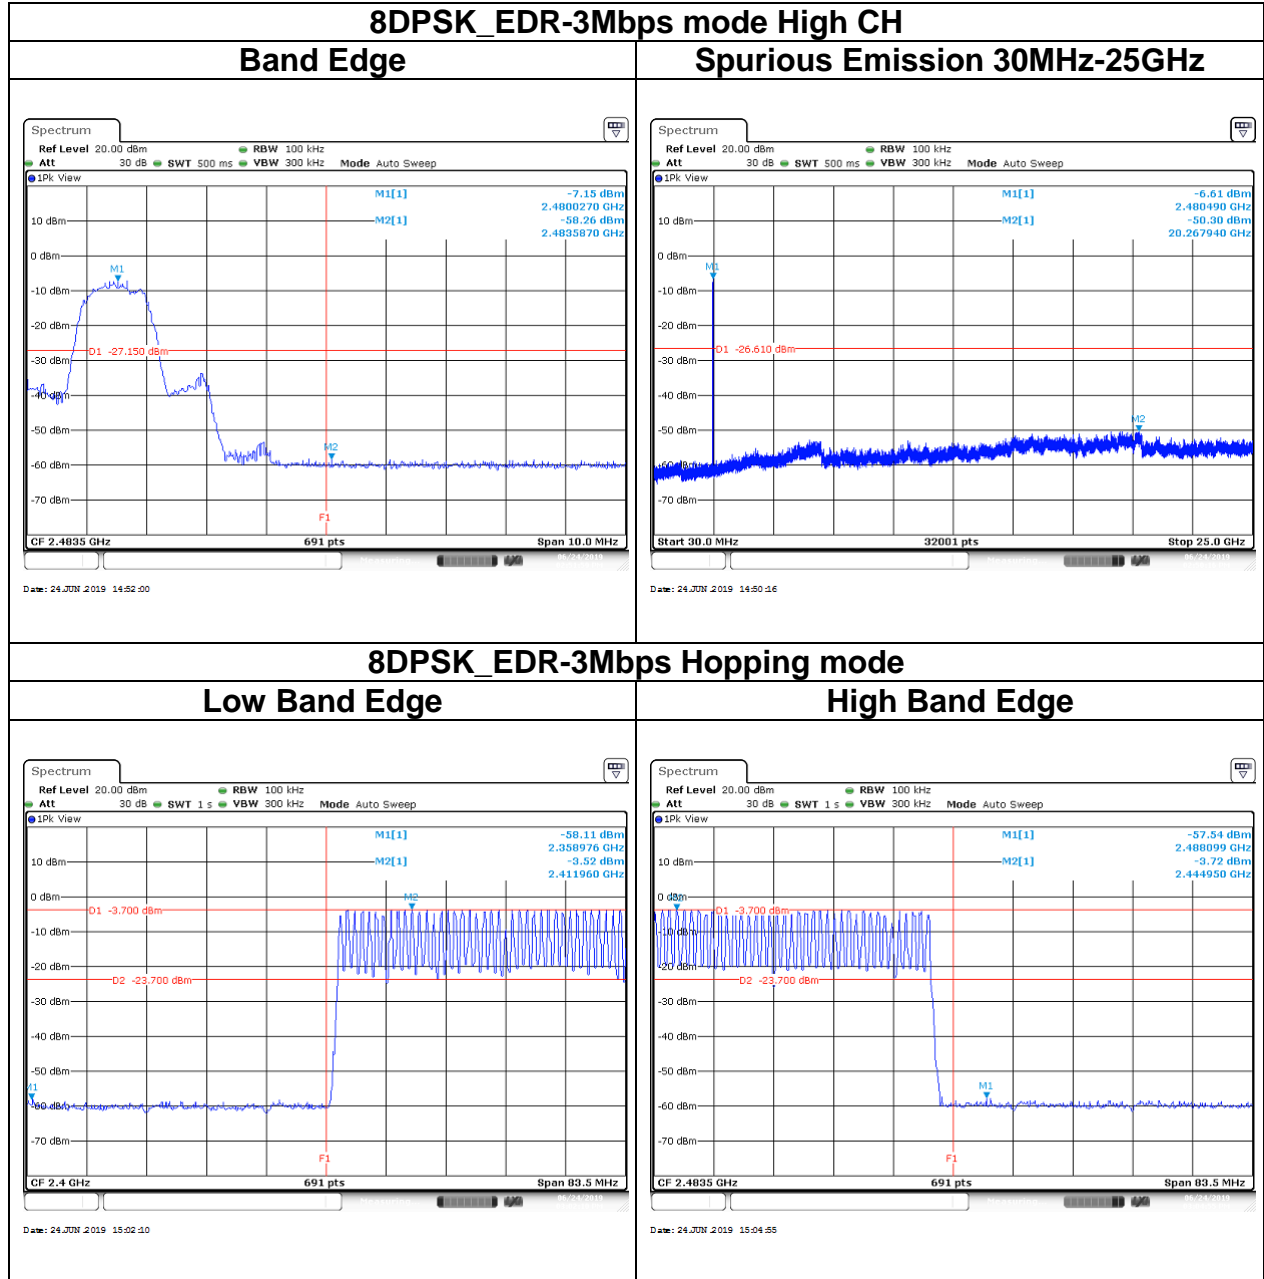 8DPSK_EDR-3Mbps mode High CH
Band Edge
Spurious Emission 30MHz-25GHz
Spectrum
Ref Level 20.00 dBm RBW 100 kHz
Att 30 dB SWT 500 ms VBW 300 kHz Mode Auto Sweep
1Pk View
M1[1] -7.15 dBm
2.4800270 GHz
M2[1] -58.26 dBm
2.4835870 GHz
10 dBm
0 dBm
M1
-10 dBm
-20 dBm
D1 -27.150 dBm
-30 dBm
-40 dBm
-50 dBm
M2
-60 dBm
-70 dBm
F1
CF 2.4835 GHz 691 pts Span 10.0 MHz
Date: 24.JUN.2019 14:52:00
Spectrum
Ref Level 20.00 dBm RBW 100 kHz
Att 30 dB SWT 500 ms VBW 300 kHz Mode Auto Sweep
1Pk View
M1[1] -6.61 dBm
2.480490 GHz
M2[1] -50.30 dBm
20.267940 GHz
10 dBm
0 dBm
M1
-10 dBm
-20 dBm
D1 -26.610 dBm
-30 dBm
-40 dBm
M2
-50 dBm
-60 dBm
-70 dBm
Start 30.0 MHz 32001 pts Stop 25.0 GHz
Date: 24.JUN.2019 14:50:16
8DPSK_EDR-3Mbps Hopping mode
Low Band Edge
High Band Edge
Spectrum
Ref Level 20.00 dBm RBW 100 kHz
Att 30 dB SWT 1 s VBW 300 kHz Mode Auto Sweep
1Pk View
M1[1] -58.11 dBm
2.358976 GHz
M2[1] -3.52 dBm
2.411960 GHz
10 dBm
0 dBm
M2
D1 -3.700 dBm
-10 dBm
-20 dBm
D2 -23.700 dBm
-30 dBm
-40 dBm
-50 dBm
M1
-60 dBm
-70 dBm
F1
CF 2.4 GHz 691 pts Span 83.5 MHz
Date: 24.JUN.2019 15:02:10
Spectrum
Ref Level 20.00 dBm RBW 100 kHz
Att 30 dB SWT 1 s VBW 300 kHz Mode Auto Sweep
1Pk View
M1[1] -57.54 dBm
2.488099 GHz
M2[1] -3.72 dBm
2.444950 GHz
10 dBm
0 dBm
D1 -3.700 dBm
-10 dBm
-20 dBm
D2 -23.700 dBm
-30 dBm
-40 dBm
-50 dBm
M1
-60 dBm
-70 dBm
F1
CF 2.4835 GHz 691 pts Span 83.5 MHz
Date: 24.JUN.2019 15:04:55